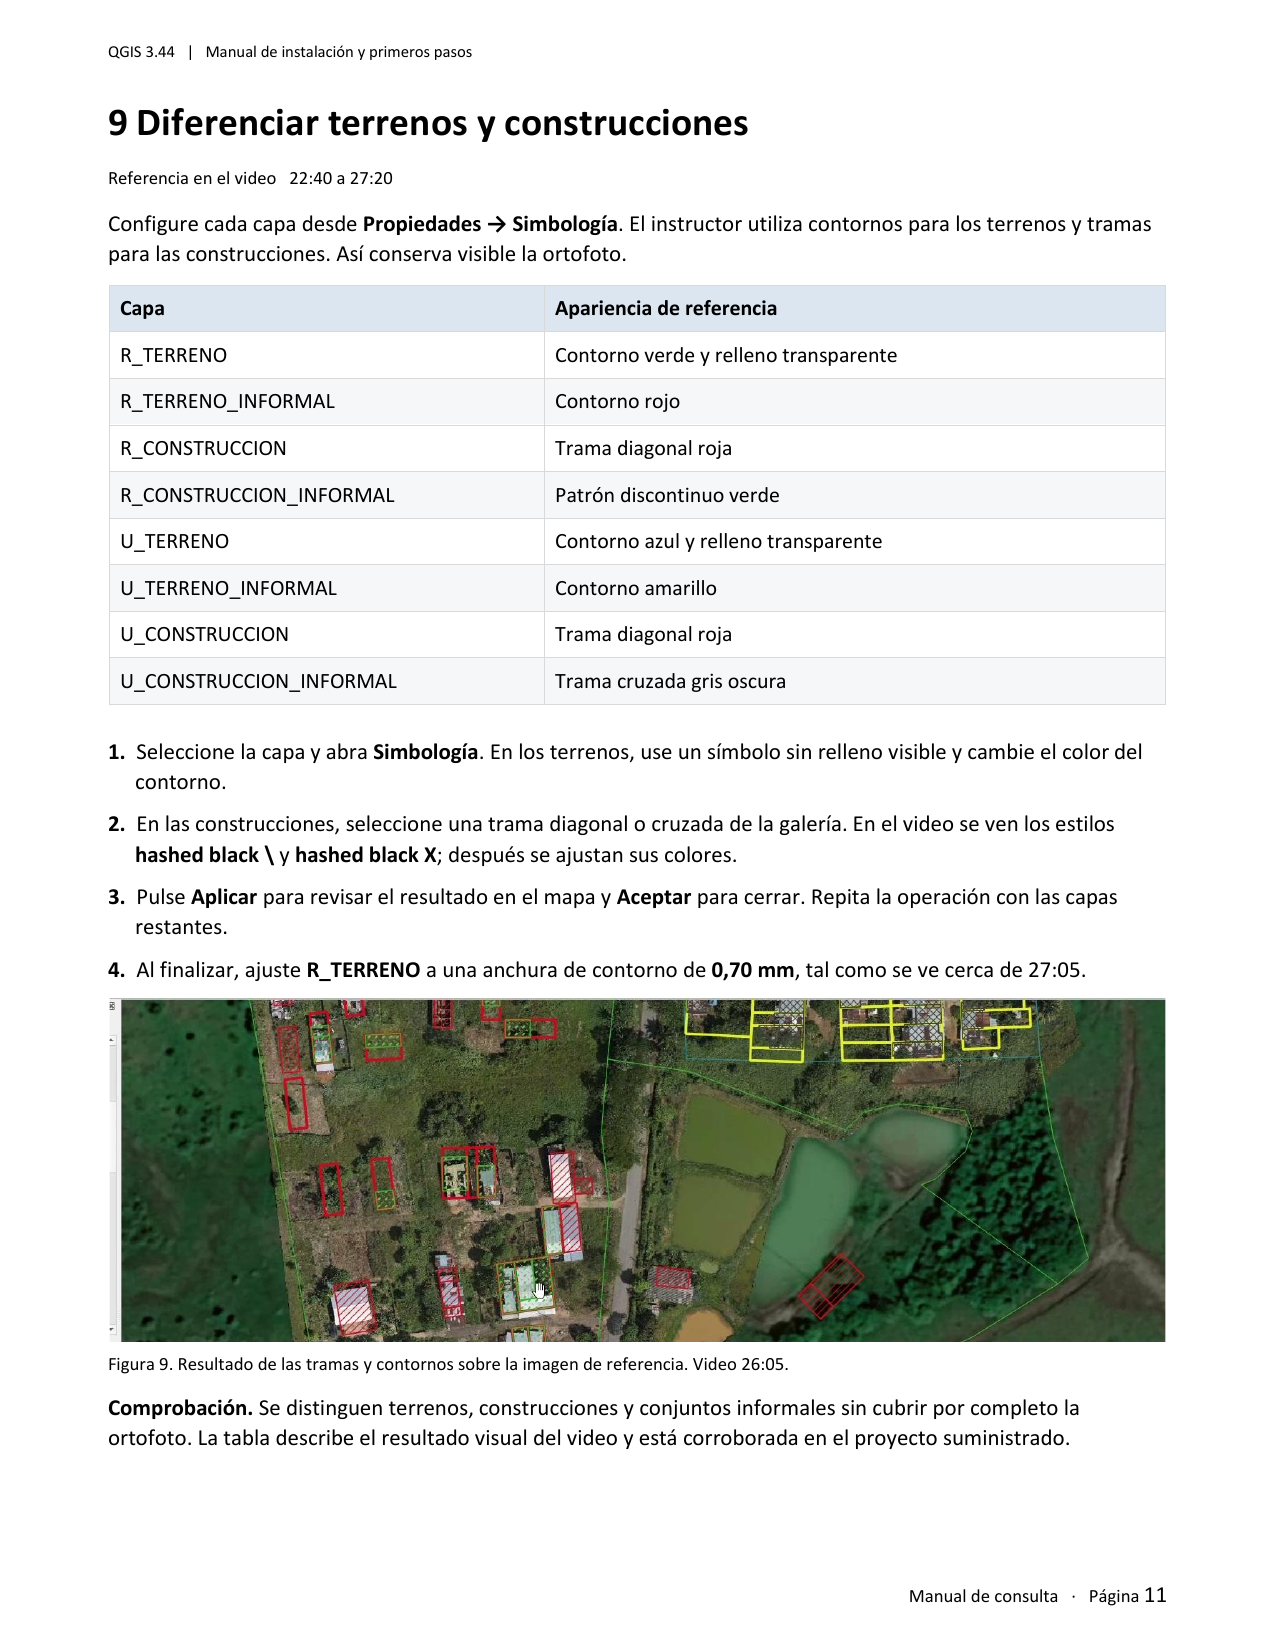 QGIS 3.44 | Manual de instalación y primeros pasos
9 Diferenciar terrenos y construcciones
Referencia en el video 22:40 a 27:20
Configure cada capa desde Propiedades → Simbología. El instructor utiliza contornos para los terrenos y tramas
para las construcciones. Así conserva visible la ortofoto.
Capa Apariencia de referencia
R_TERRENO Contorno verde y relleno transparente
R_TERRENO_INFORMAL Contorno rojo
R_CONSTRUCCION Trama diagonal roja
R_CONSTRUCCION_INFORMAL Patrón discontinuo verde
U_TERRENO Contorno azul y relleno transparente
U_TERRENO_INFORMAL Contorno amarillo
U_CONSTRUCCION Trama diagonal roja
U_CONSTRUCCION_INFORMAL Trama cruzada gris oscura
1. Seleccione la capa y abra Simbología. En los terrenos, use un símbolo sin relleno visible y cambie el color del
contorno.
2. En las construcciones, seleccione una trama diagonal o cruzada de la galería. En el video se ven los estilos
hashed black \ y hashed black X; después se ajustan sus colores.
3. Pulse Aplicar para revisar el resultado en el mapa y Aceptar para cerrar. Repita la operación con las capas
restantes.
4. Al finalizar, ajuste R_TERRENO a una anchura de contorno de 0,70 mm, tal como se ve cerca de 27:05.
Figura 9. Resultado de las tramas y contornos sobre la imagen de referencia. Video 26:05.
Comprobación. Se distinguen terrenos, construcciones y conjuntos informales sin cubrir por completo la
ortofoto. La tabla describe el resultado visual del video y está corroborada en el proyecto suministrado.
Manual de consulta · Página 11